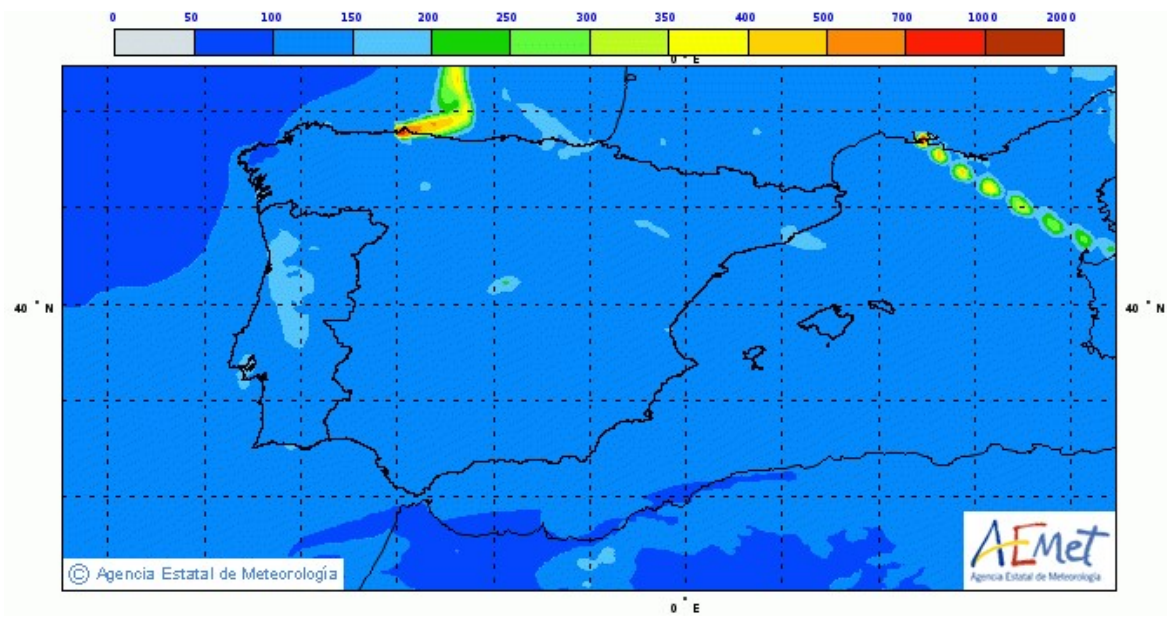 0 50 100 150 200 250 300 350 400 500 700 1000 2000
0 ° E
40 ° N
40 ° N
AEMet
Agencia Estatal de Meteorología
© Agencia Estatal de Meteorología
0 ° E